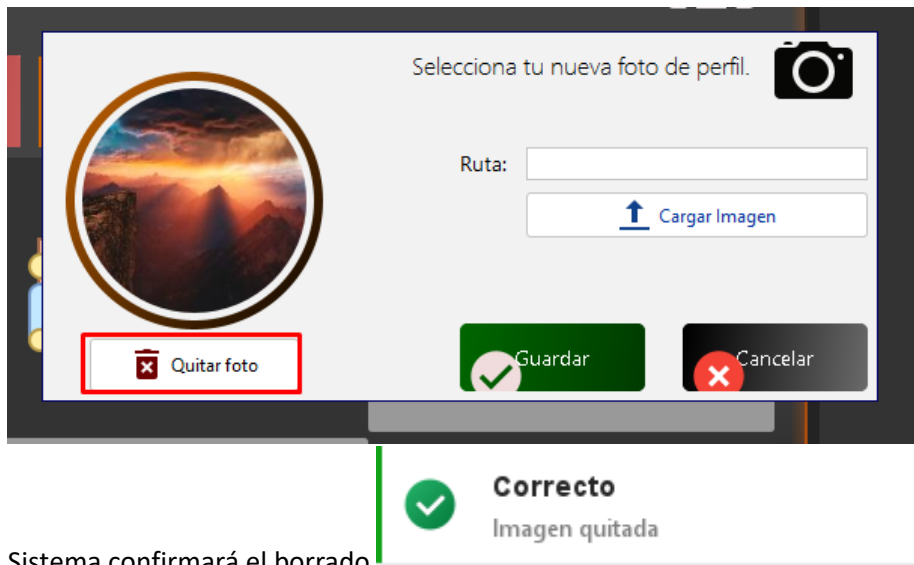 Selecciona tu nueva foto de perfil.
Ruta:
Cargar Imagen
Quitar foto
Guardar
Cancelar
Correcto
Imagen quitada
Sistema confirmará el borrado